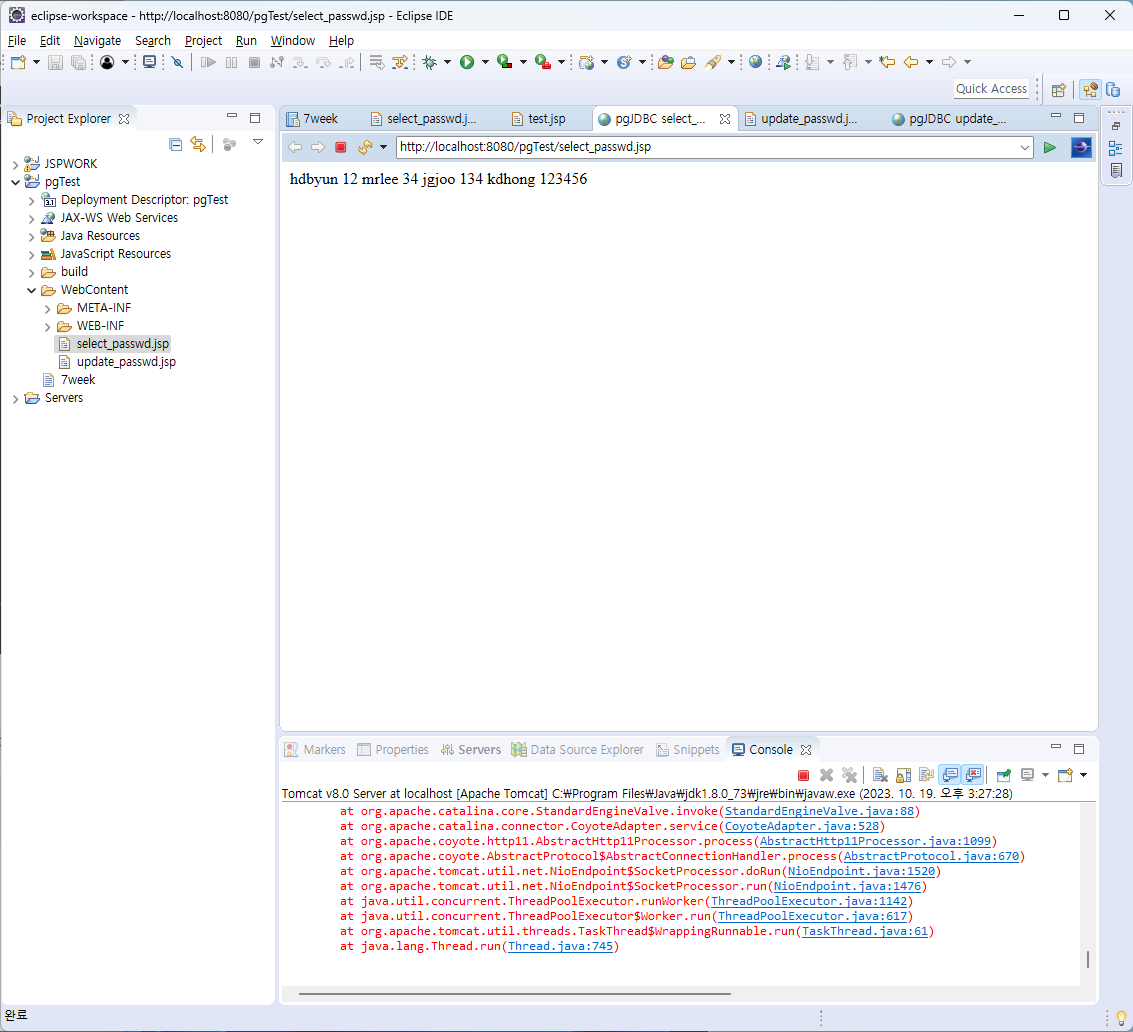 eclipse-workspace - http://localhost:8080/pgTest/select_passwd.jsp - Eclipse IDE
File Edit Navigate Search Project Run Window Help
Quick Access
Project Explorer
JSPWORK
pgTest
Deployment Descriptor: pgTest
JAX-WS Web Services
Java Resources
JavaScript Resources
build
WebContent
META-INF
WEB-INF
select_passwd.jsp
update_passwd.jsp
7week
Servers
7week select_passwd.j... test.jsp pgJDBC select_... update_passwd.j... pgJDBC update_...
http://localhost:8080/pgTest/select_passwd.jsp
hdbyun 12 mrlee 34 jgjoo 134 kdhong 123456
Markers Properties Servers Data Source Explorer Snippets Console
Tomcat v8.0 Server at localhost [Apache Tomcat] C:₩Program Files₩Java₩jdk1.8.0_73₩jre₩bin₩javaw.exe (2023. 10. 19. 오후 3:27:28)
at org.apache.catalina.core.StandardEngineValve.invoke(StandardEngineValve.java:88)
at org.apache.catalina.connector.CoyoteAdapter.service(CoyoteAdapter.java:528)
at org.apache.coyote.http11.AbstractHttp11Processor.process(AbstractHttp11Processor.java:1099)
at org.apache.coyote.AbstractProtocol$AbstractConnectionHandler.process(AbstractProtocol.java:670)
at org.apache.tomcat.util.net.NioEndpoint$SocketProcessor.doRun(NioEndpoint.java:1520)
at org.apache.tomcat.util.net.NioEndpoint$SocketProcessor.run(NioEndpoint.java:1476)
at java.util.concurrent.ThreadPoolExecutor.runWorker(ThreadPoolExecutor.java:1142)
at java.util.concurrent.ThreadPoolExecutor$Worker.run(ThreadPoolExecutor.java:617)
at org.apache.tomcat.util.threads.TaskThread$WrappingRunnable.run(TaskThread.java:61)
at java.lang.Thread.run(Thread.java:745)
완료